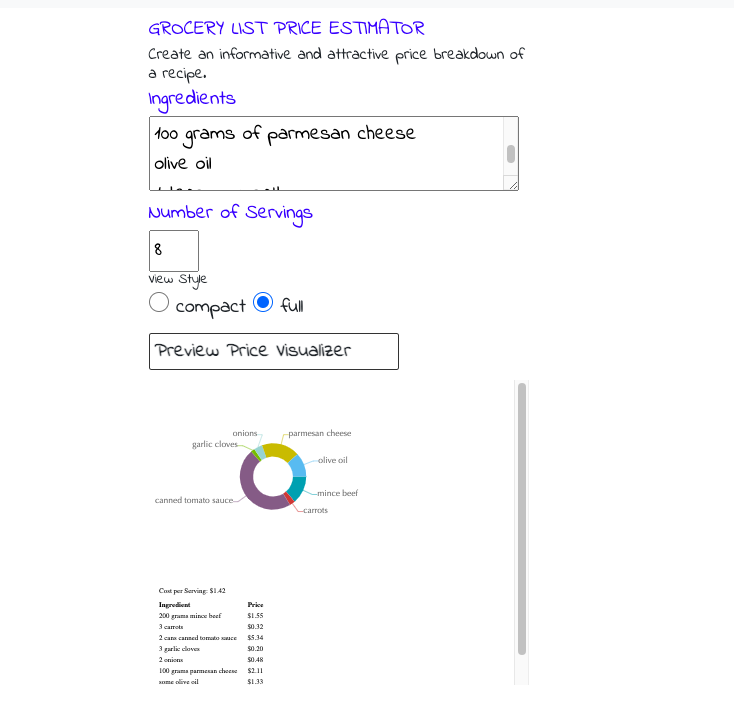 GROCERY LIST PRICE ESTIMATOR
Create an informative and attractive price breakdown of
a recipe.
Ingredients
100 grams of parmesan cheese
olive oil
Number of Servings
8
View Style
compact full
Preview Price Visualizer
onions parmesan cheese
garlic cloves
olive oil
mince beef
canned tomato sauce
carrots
Cost per Serving: $1.42
Ingredient Price
200 grams mince beef $1.55
3 carrots $0.32
2 cans canned tomato sauce $5.34
3 garlic cloves $0.20
2 onions $0.48
100 grams parmesan cheese $2.11
some olive oil $1.33